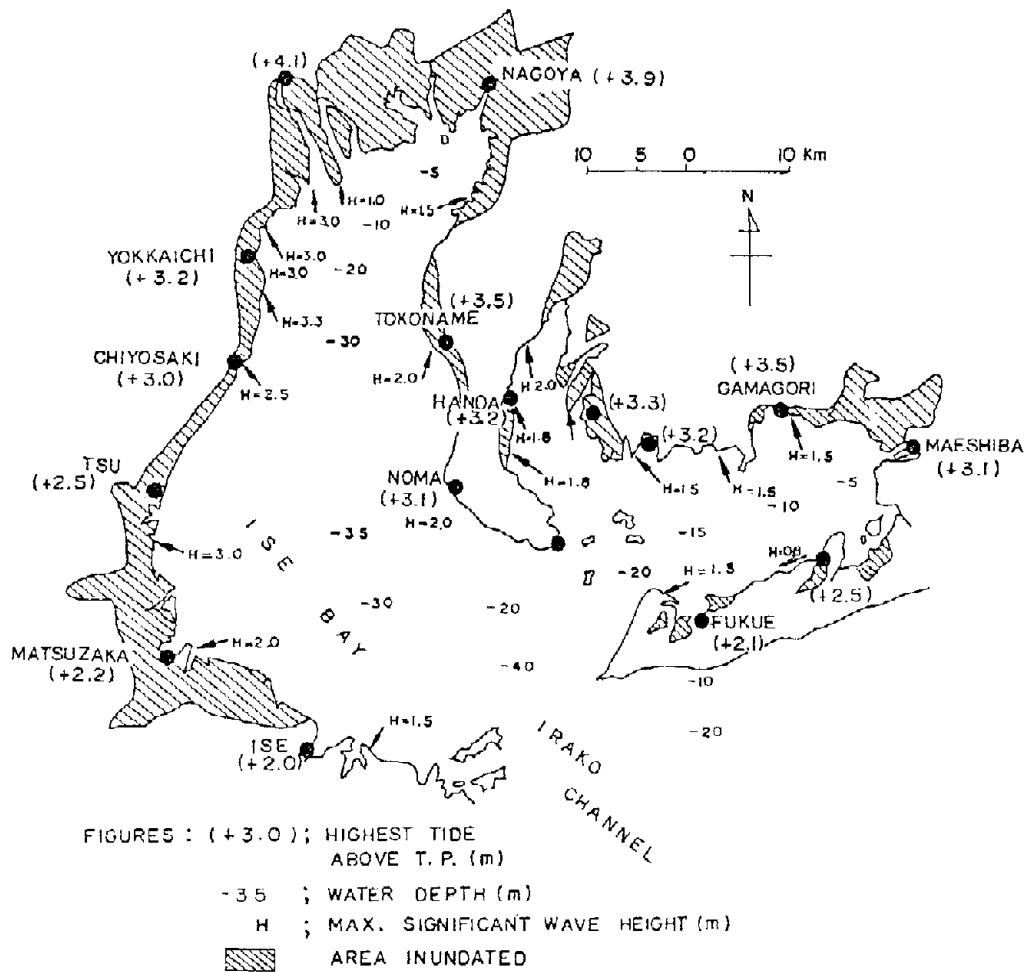 (+4.1)
NAGOYA (+3.9)
-5
10 5 0 10 Km
N
H=1.0
H=3.0
H=1.5
-10
YOKKAICHI
(+3.2)
H=3.0
H=3.0
-20
H=3.3
(+3.5)
TOKONAME
-30
CHIYOSAKI
(+3.0)
H=2.5
H=2.0
H=2.0
HANDA
(+3.2)
(+3.3)
(+3.5)
GAMAGORI
H=1.8
(+3.2)
H=1.5
MAESHIBA
(+3.1)
TSU
(+2.5)
NOMA
(+3.1)
H=1.8
H=1.5
H=1.5
-5
-10
H=2.0
ISE
BAY
-35
-15
H=3.0
H=0.8
-20
H=1.3
(+2.5)
-30
-20
FUKUE
(+2.1)
MATSUZAKA
(+2.2)
H=2.0
-40
-10
-20
ISE
(+2.0)
H=1.5
IRAKO
CHANNEL
FIGURES : (+3.0) ; HIGHEST TIDE
ABOVE T.P. (m)
-35 ; WATER DEPTH (m)
H ; MAX. SIGNIFICANT WAVE HEIGHT (m)
AREA INUNDATED